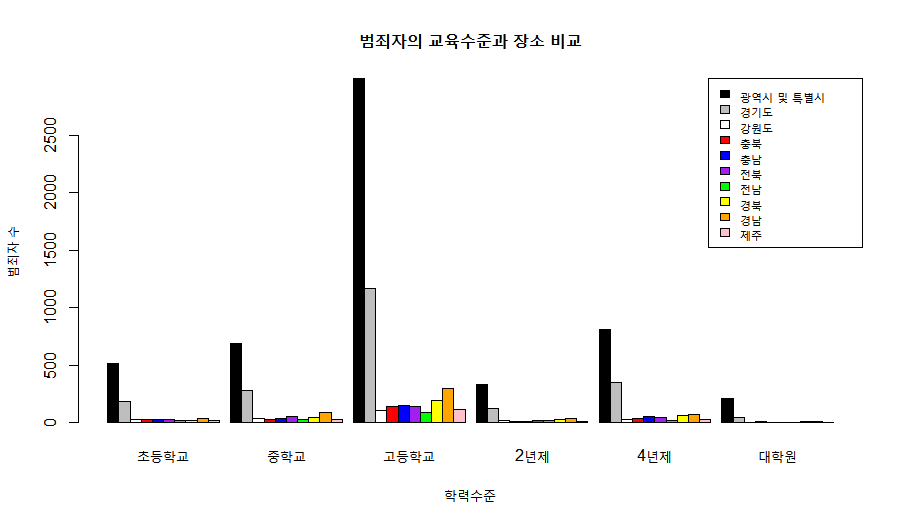 범죄자의 교육수준과 장소 비교
광역시 및 특별시
경기도
강원도
충북
충남
전북
전남
경북
경남
제주
범죄자 수
2500
2000
1500
1000
500
0
초등학교
중학교
고등학교
2년제
4년제
대학원
학력수준